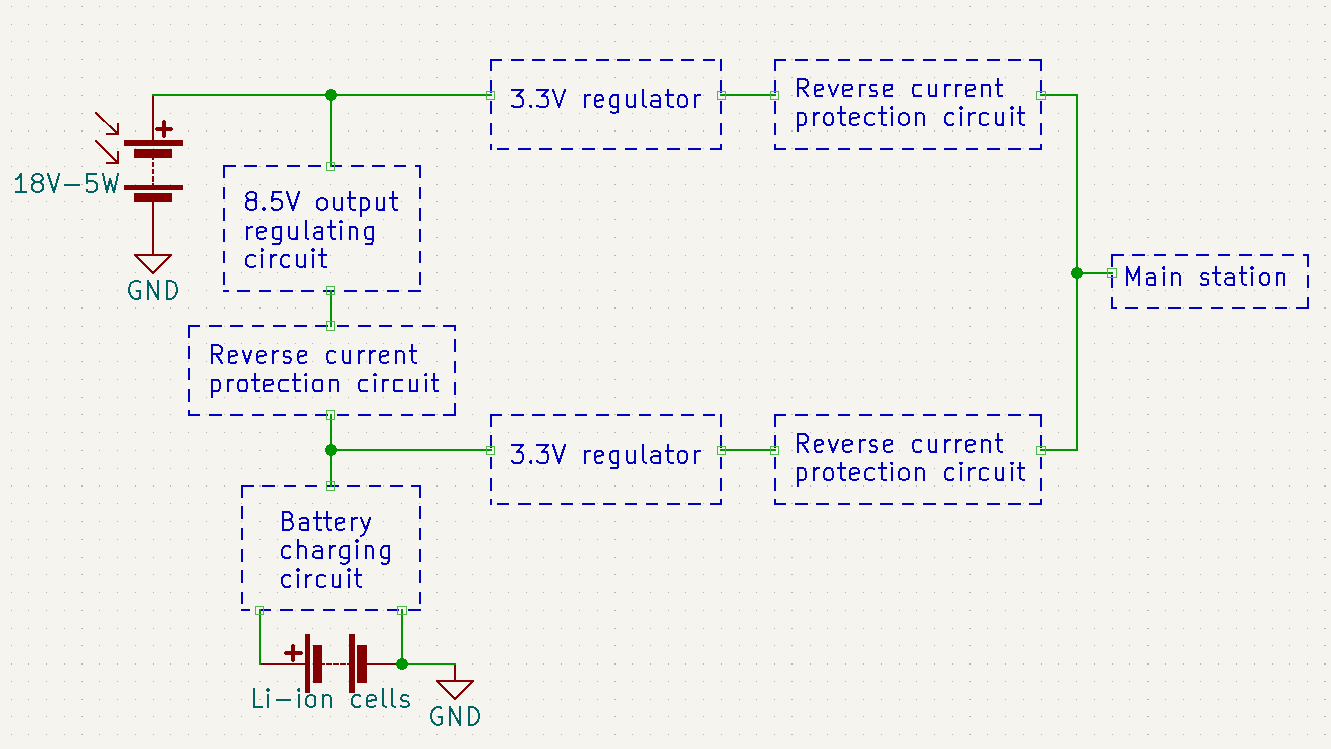 3.3V regulator
Reverse current
protection circuit
+
18V-5W
8.5V output
regulating
circuit
GND
Main station
Reverse current
protection circuit
3.3V regulator
Reverse current
protection circuit
Battery
charging
circuit
+
Li-ion cells
GND